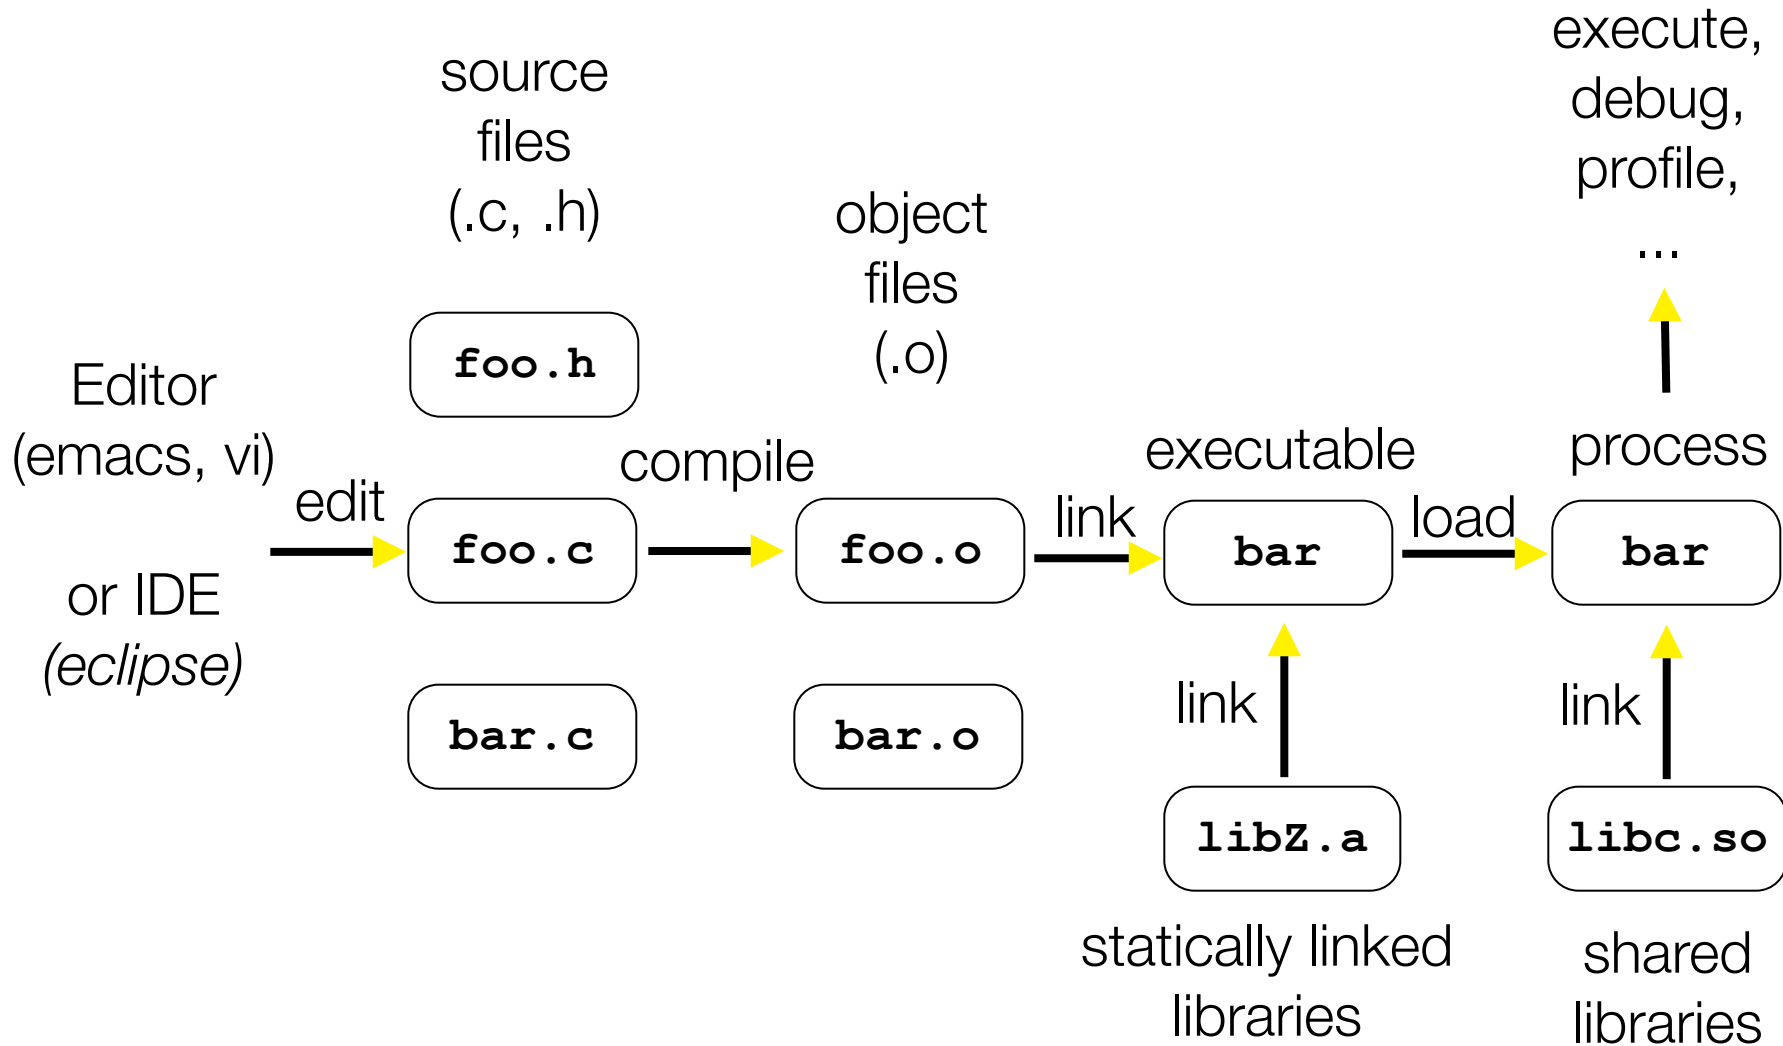 Editor
(emacs, vi)
or IDE
(eclipse)
edit
source
files
(.c, .h)
foo.h
foo.c
bar.c
compile
object
files
(.o)
foo.o
bar.o
link
executable
bar
link
libZ.a
statically linked
libraries
load
execute,
debug,
profile,
...
process
bar
link
libc.so
shared
libraries